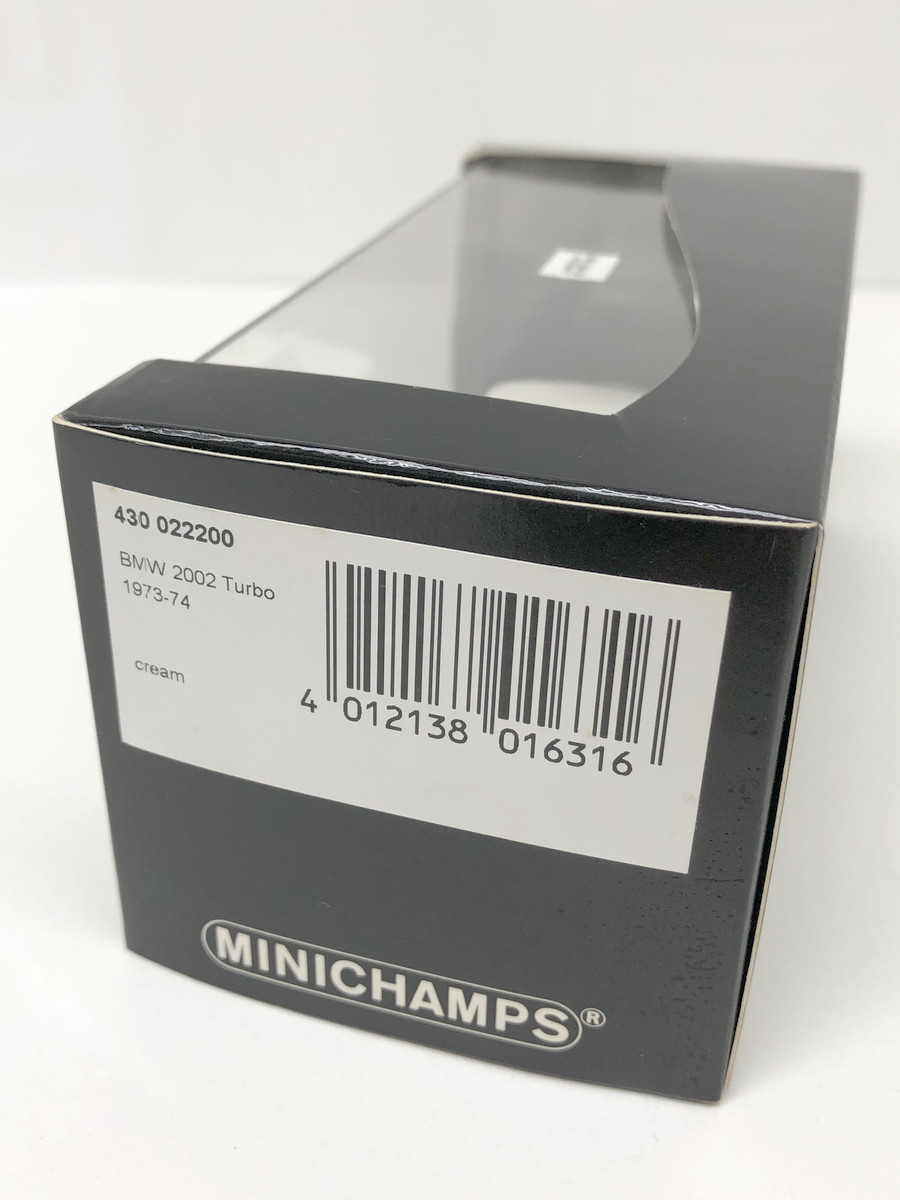 430 022200
BMW 2002 Turbo
1973-74
cream
4 012138 016316
MINICHAMPS®